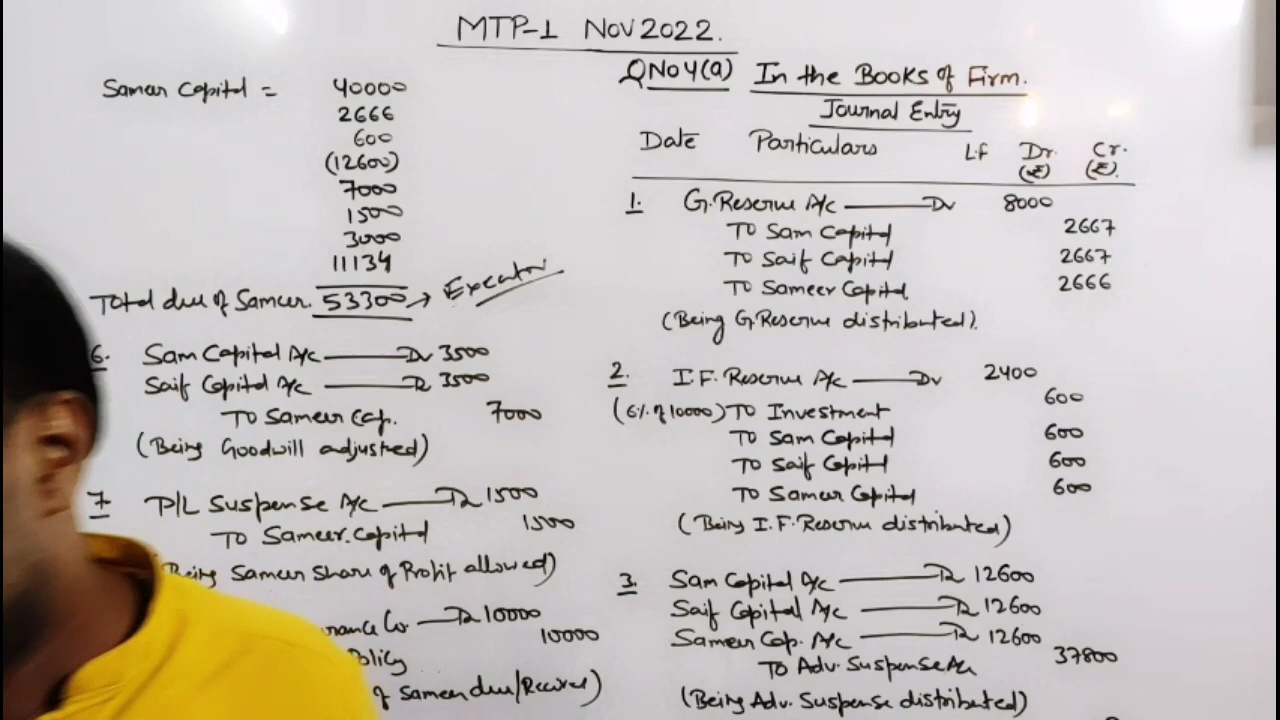 MTP-1 NOV 2022.
Sameer Capital = 40000
2666
600
(12600)
7000
1500
3000
11134
Total due of Sameer. 53300 → Executor
6. Sam Capital A/c — Dr 3500
Saif Capital A/c — Dr 3500
To Sameer Cap. 7000
(Being Goodwill adjusted)
7. P/L Suspense A/c — Dr 1500
To Sameer. Capital 1500
Being Sameer Share of Profit allowed)
rance Co — Dr 10000
10000
Policy
of Sameer due/Received)
QNo 4(a) In the Books of Firm.
Journal Entry
Date Particulars L.f Dr. (₹) Cr. (₹)
1. G. Reserve A/c — Dr 8000
To Sam Capital 2667
To Saif Capital 2667
To Sameer Capital 2666
(Being G. Reserve distributed).
2. I.F. Reserve A/c — Dr 2400
(6% of 10000) To Investment 600
To Sam Capital 600
To Saif Capital 600
To Sameer Capital 600
(Being I.F. Reserve distributed)
3. Sam Capital A/c — Dr 12600
Saif Capital A/c — Dr 12600
Sameer Cap. A/c — Dr 12600
To Adv. Suspense A/c 37800
(Being Adv. Suspense distributed)